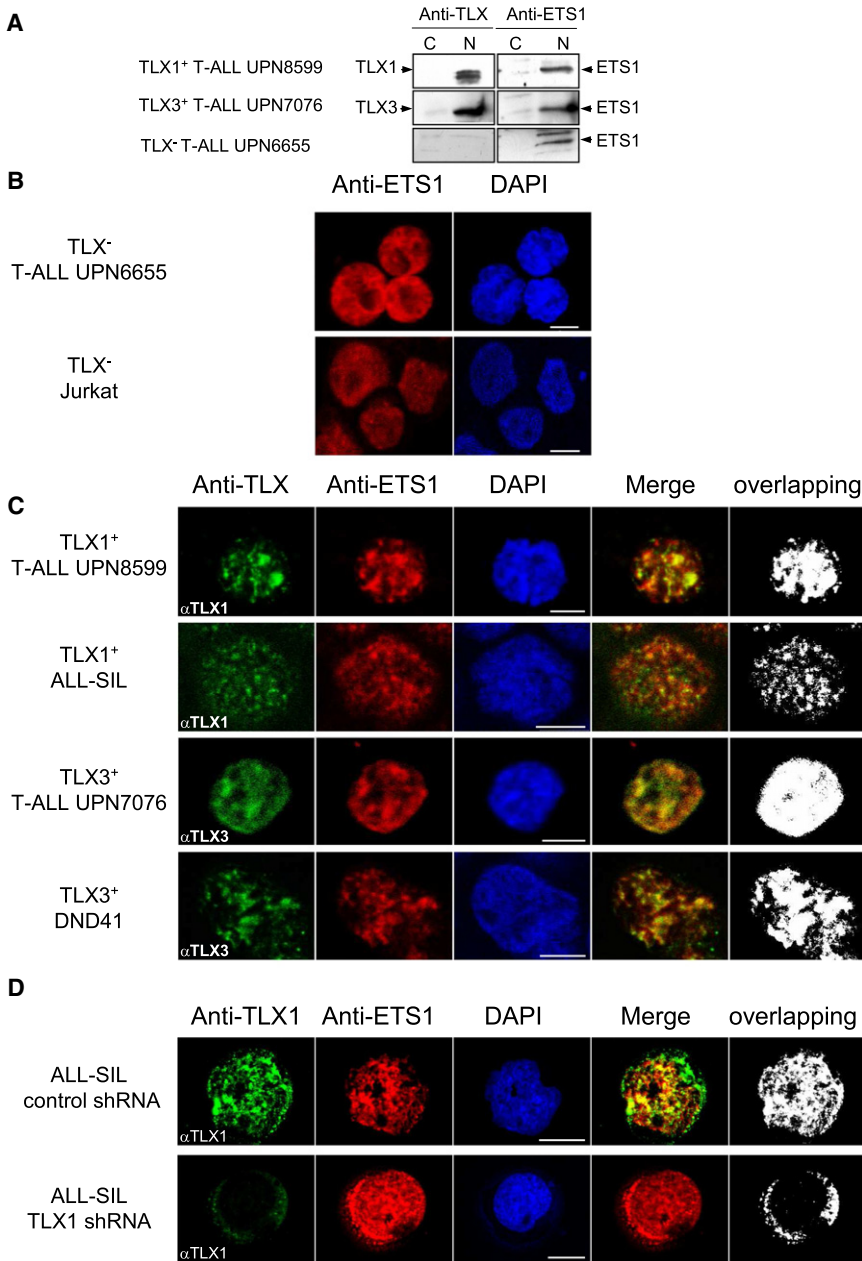 A
Anti-TLX Anti-ETS1
C N C N
TLX1+ T-ALL UPN8599 TLX1 ETS1
TLX3+ T-ALL UPN7076 TLX3 ETS1
TLX- T-ALL UPN6655 ETS1
B
Anti-ETS1 DAPI
TLX-
T-ALL UPN6655
TLX-
Jurkat
C
Anti-TLX Anti-ETS1 DAPI Merge overlapping
TLX1+
T-ALL UPN8599
αTLX1
TLX1+
ALL-SIL
αTLX1
TLX3+
T-ALL UPN7076
αTLX3
TLX3+
DND41
αTLX3
D
Anti-TLX1 Anti-ETS1 DAPI Merge overlapping
ALL-SIL
control shRNA
αTLX1
ALL-SIL
TLX1 shRNA
αTLX1